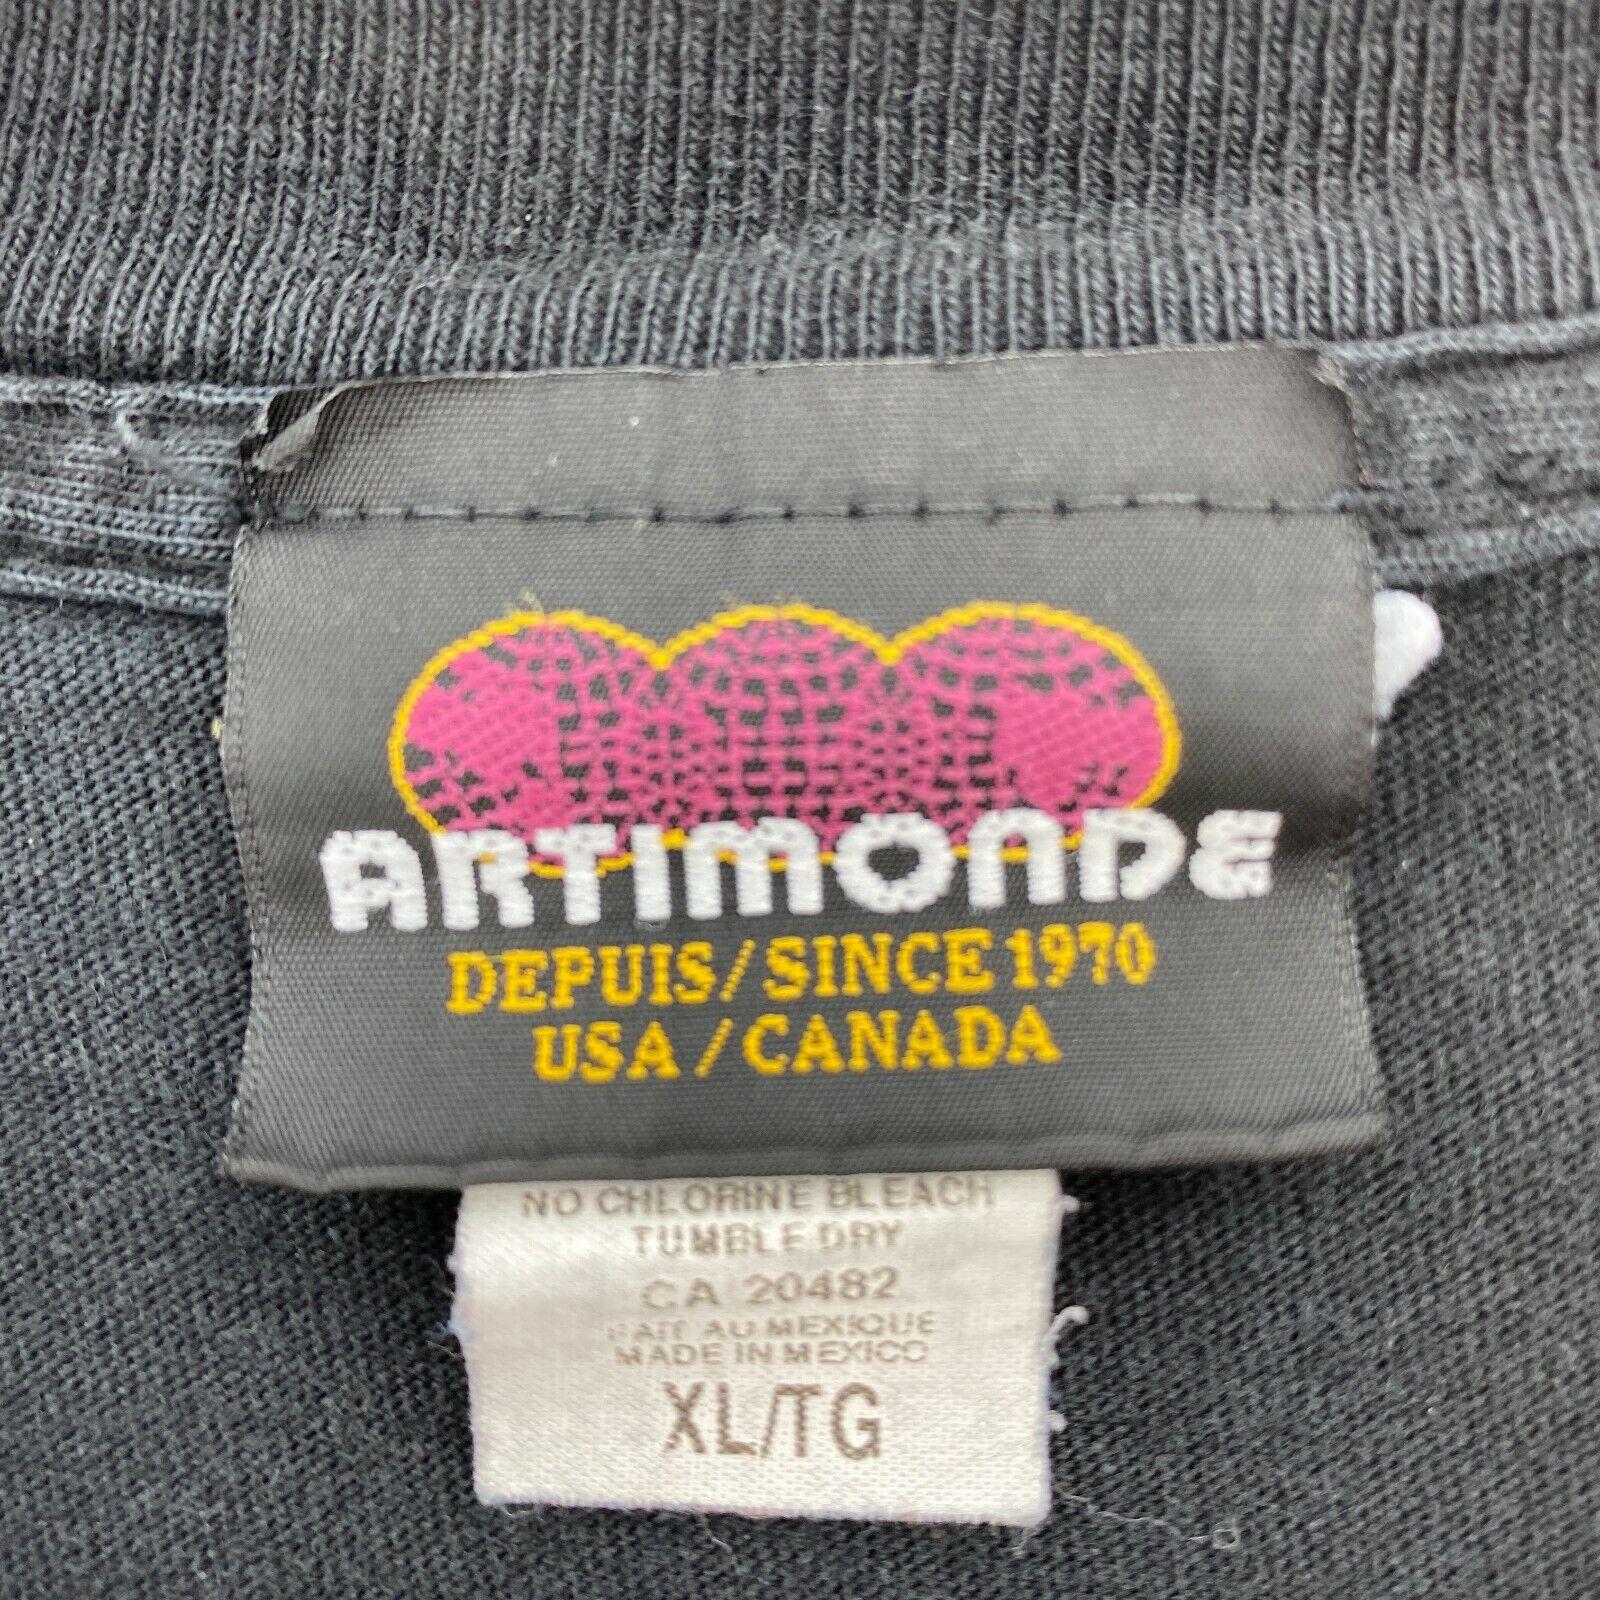 ARTIMONDE
DEPUIS/SINCE 1970
USA/CANADA
NO CHLORINE BLEACH
TUMBLE DRY
CA 20482
FAIT AU MEXIQUE
MADE IN MEXICO
XL/TG